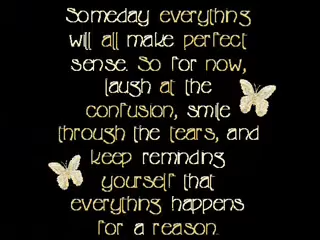 Someday everything
will all make perfect
sense. So for now,
laugh at the
confusion, smile
through the tears, and
keep reminding
yourself that
everything happens
for a reason.